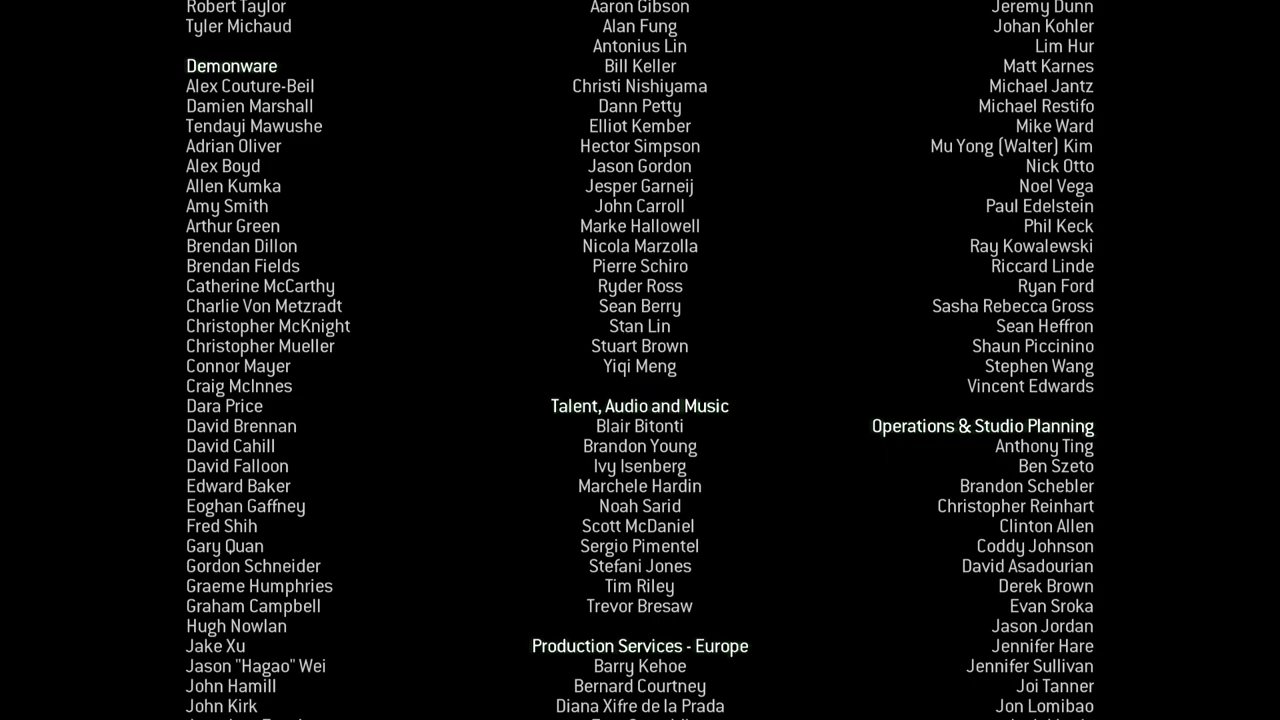 Robert Taylor
Tyler Michaud
Demonware
Alex Couture-Beil
Damien Marshall
Tendayi Mawushe
Adrian Oliver
Alex Boyd
Allen Kumka
Amy Smith
Arthur Green
Brendan Dillon
Brendan Fields
Catherine McCarthy
Charlie Von Metzradt
Christopher McKnight
Christopher Mueller
Connor Mayer
Craig McInnes
Dara Price
David Brennan
David Cahill
David Falloon
Edward Baker
Eoghan Gaffney
Fred Shih
Gary Quan
Gordon Schneider
Graeme Humphries
Graham Campbell
Hugh Nowlan
Jake Xu
Jason "Hagao" Wei
John Hamill
John Kirk
Aaron Gibson
Alan Fung
Antonius Lin
Bill Keller
Christi Nishiyama
Dann Petty
Elliot Kember
Hector Simpson
Jason Gordon
Jesper Garneij
John Carroll
Marke Hallowell
Nicola Marzolla
Pierre Schiro
Ryder Ross
Sean Berry
Stan Lin
Stuart Brown
Yiqi Meng
Talent, Audio and Music
Blair Bitonti
Brandon Young
Ivy Isenberg
Marchele Hardin
Noah Sarid
Scott McDaniel
Sergio Pimentel
Stefani Jones
Tim Riley
Trevor Bresaw
Production Services - Europe
Barry Kehoe
Bernard Courtney
Diana Xifre de la Prada
Jeremy Dunn
Johan Kohler
Lim Hur
Matt Karnes
Michael Jantz
Michael Restifo
Mike Ward
Mu Yong (Walter) Kim
Nick Otto
Noel Vega
Paul Edelstein
Phil Keck
Ray Kowalewski
Riccard Linde
Ryan Ford
Sasha Rebecca Gross
Sean Heffron
Shaun Piccinino
Stephen Wang
Vincent Edwards
Operations & Studio Planning
Anthony Ting
Ben Szeto
Brandon Schebler
Christopher Reinhart
Clinton Allen
Coddy Johnson
David Asadourian
Derek Brown
Evan Sroka
Jason Jordan
Jennifer Hare
Jennifer Sullivan
Joi Tanner
Jon Lomibao